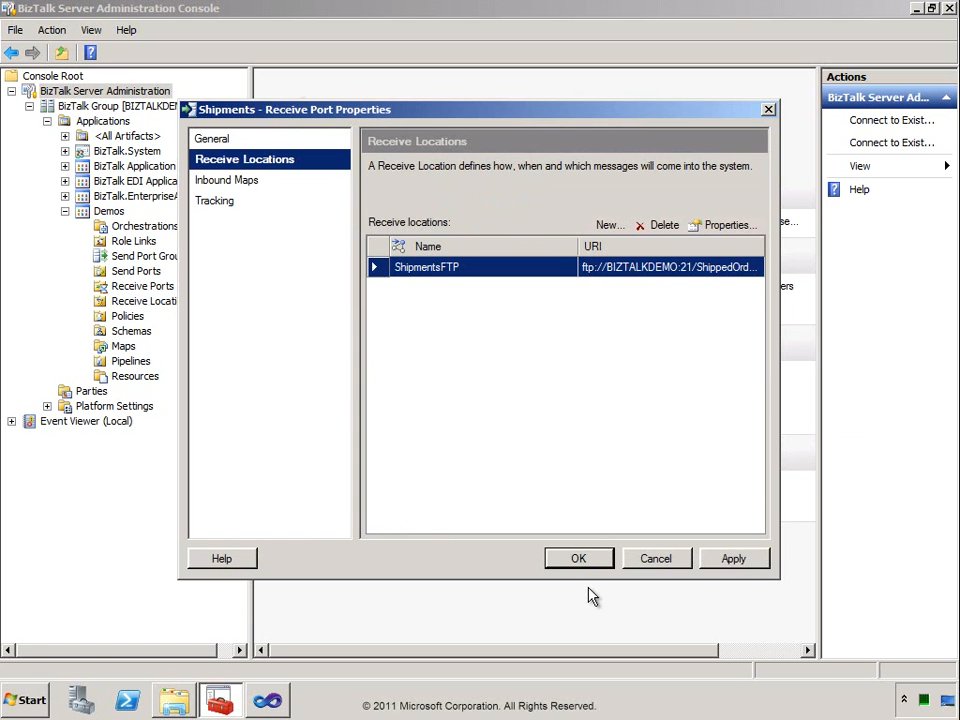 BizTalk Server Administration Console
File Action View Help
Console Root
BizTalk Server Administration
BizTalk Group [BIZTALKDEM
Applications
<All Artifacts>
BizTalk.System
BizTalk Application
BizTalk EDI Applica
BizTalk.EnterpriseA
Demos
Orchestrations
Role Links
Send Port Grou
Send Ports
Receive Ports
Receive Locati
Policies
Schemas
Maps
Pipelines
Resources
Parties
Platform Settings
Event Viewer (Local)
Shipments - Receive Port Properties
General
Receive Locations
Inbound Maps
Tracking
Receive Locations
A Receive Location defines how, when and which messages will come into the system.
Receive locations: New... Delete Properties...
Name URI
ShipmentsFTP ftp://BIZTALKDEMO:21/ShippedOrd...
Help OK Cancel Apply
se...
ers
Actions
BizTalk Server Ad...
Connect to Exist...
Connect to Exist...
View
Help
Start
© 2011 Microsoft Corporation. All Rights Reserved.